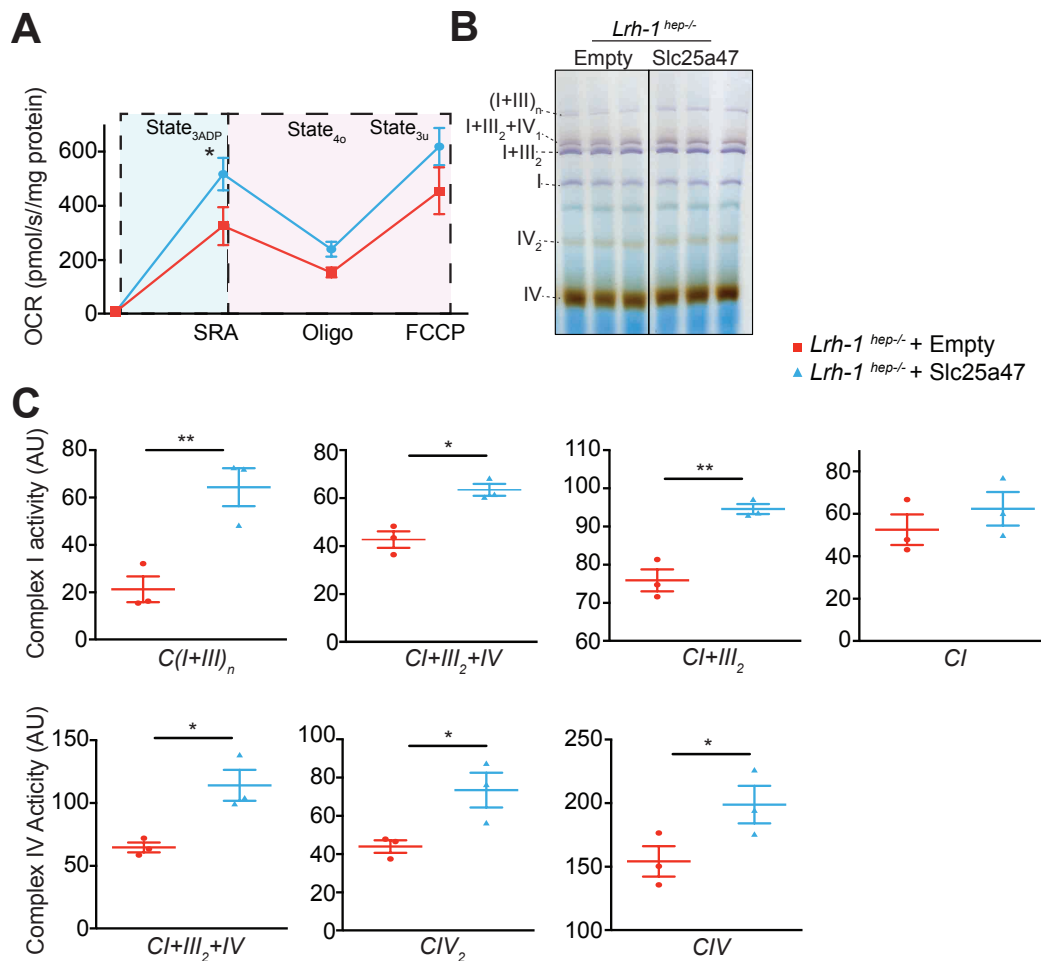 A
OCR (pmol/s//mg protein)
600
400
200
0
State3ADP
*
State4o
State3u
SRA
Oligo
FCCP
B
Lrh-1 hep-/-
Empty
Slc25a47
(I+III)n
I+III2+IV1
I+III2
I
IV2
IV
Lrh-1 hep-/- + Empty
Lrh-1 hep-/- + Slc25a47
C
Complex I activity (AU)
80
60
40
20
0
**
C(I+III)n
80
60
40
20
0
*
CI+III2+IV
100
90
80
70
60
**
CI+III2
80
60
40
20
0
CI
Complex IV Acticity (AU)
150
100
50
0
*
CI+III2+IV
100
80
60
40
20
0
*
CIV2
250
200
150
100
*
CIV